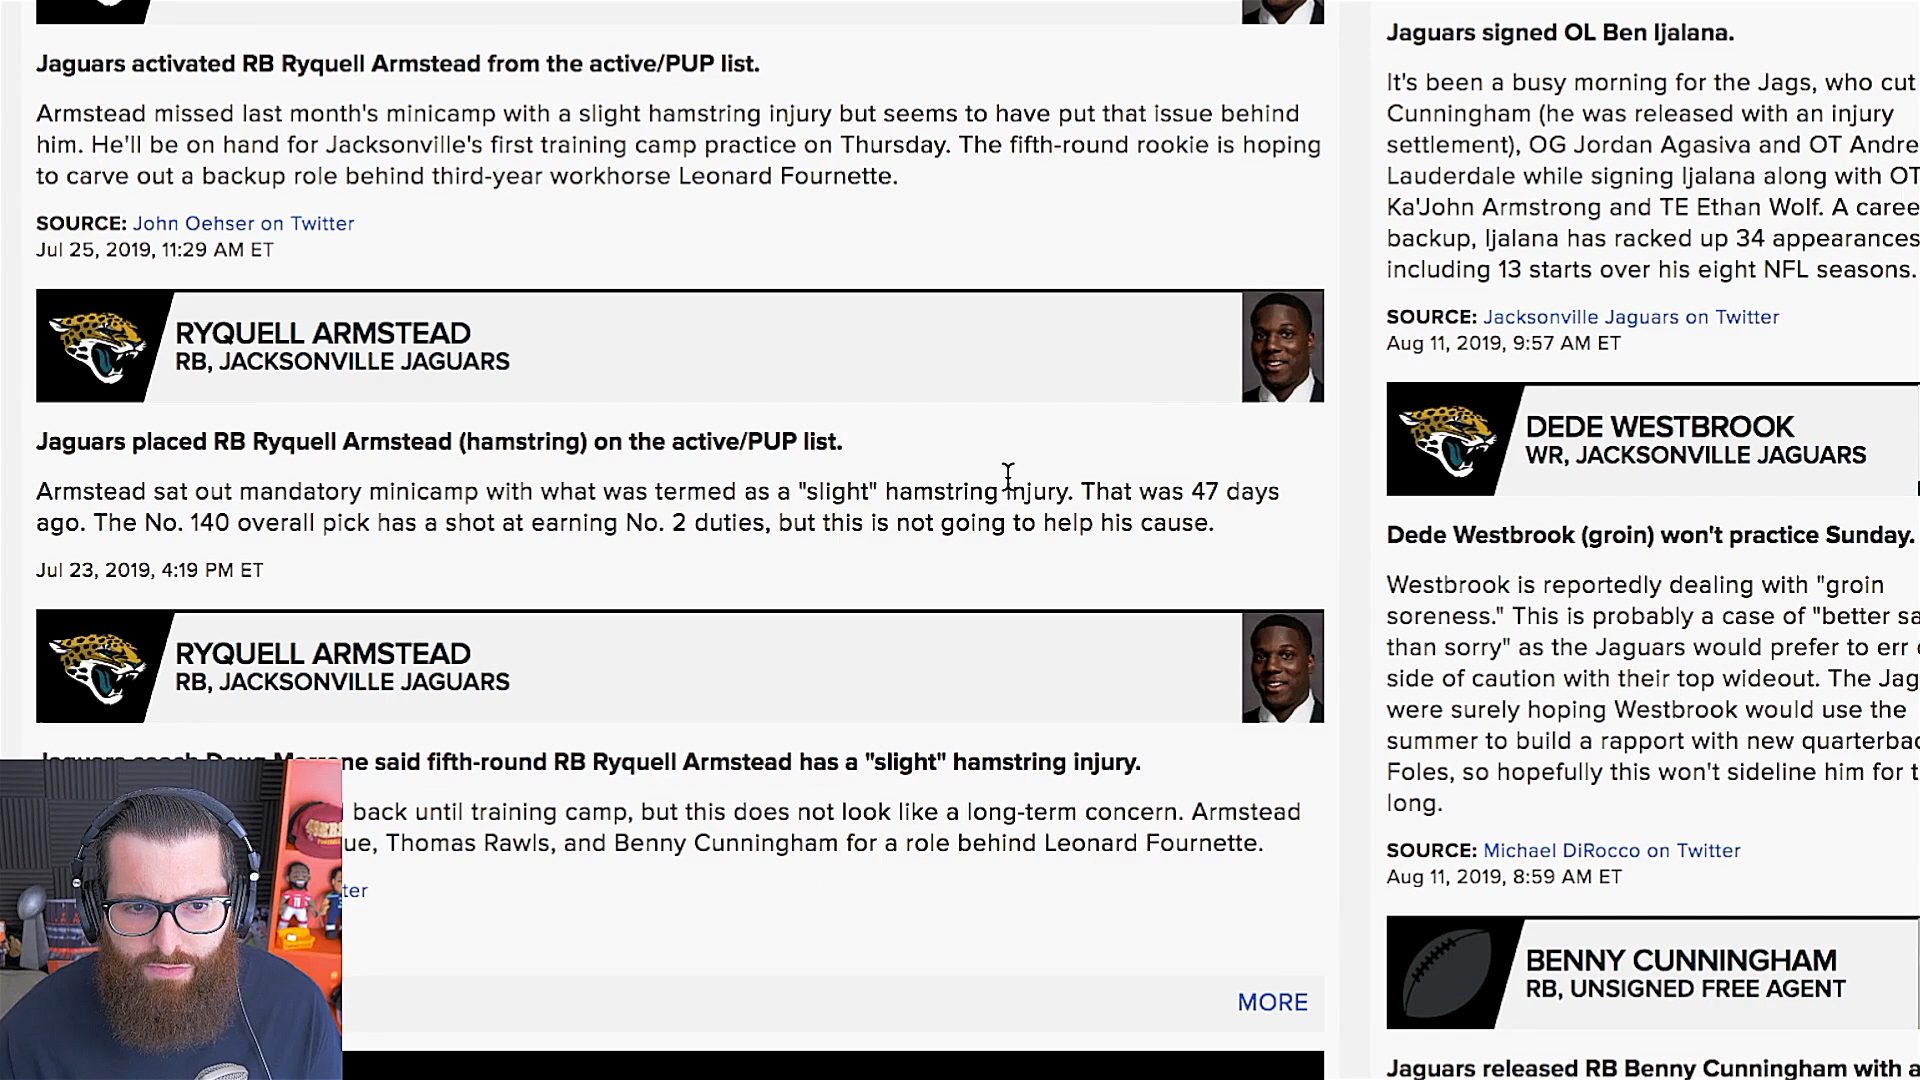 Jaguars activated RB Ryquell Armstead from the active/PUP list.
Armstead missed last month's minicamp with a slight hamstring injury but seems to have put that issue behind
him. He'll be on hand for Jacksonville's first training camp practice on Thursday. The fifth-round rookie is hoping
to carve out a backup role behind third-year workhorse Leonard Fournette.
SOURCE: John Oehser on Twitter
Jul 25, 2019, 11:29 AM ET
RYQUELL ARMSTEAD
RB, JACKSONVILLE JAGUARS
Jaguars placed RB Ryquell Armstead (hamstring) on the active/PUP list.
Armstead sat out mandatory minicamp with what was termed as a "slight" hamstring injury. That was 47 days
ago. The No. 140 overall pick has a shot at earning No. 2 duties, but this is not going to help his cause.
Jul 23, 2019, 4:19 PM ET
RYQUELL ARMSTEAD
RB, JACKSONVILLE JAGUARS
Jaguars coach Doug Marrone said fifth-round RB Ryquell Armstead has a "slight" hamstring injury.
back until training camp, but this does not look like a long-term concern. Armstead
ue, Thomas Rawls, and Benny Cunningham for a role behind Leonard Fournette.
ter
MORE
Jaguars signed OL Ben Ijalana.
It's been a busy morning for the Jags, who cut
Cunningham (he was released with an injury
settlement), OG Jordan Agasiva and OT Andre
Lauderdale while signing Ijalana along with OT
Ka'John Armstrong and TE Ethan Wolf. A caree
backup, Ijalana has racked up 34 appearances
including 13 starts over his eight NFL seasons.
SOURCE: Jacksonville Jaguars on Twitter
Aug 11, 2019, 9:57 AM ET
DEDE WESTBROOK
WR, JACKSONVILLE JAGUARS
Dede Westbrook (groin) won't practice Sunday.
Westbrook is reportedly dealing with "groin
soreness." This is probably a case of "better sa
than sorry" as the Jaguars would prefer to err
side of caution with their top wideout. The Jag
were surely hoping Westbrook would use the
summer to build a rapport with new quarterbac
Foles, so hopefully this won't sideline him for t
long.
SOURCE: Michael DiRocco on Twitter
Aug 11, 2019, 8:59 AM ET
BENNY CUNNINGHAM
RB, UNSIGNED FREE AGENT
Jaguars released RB Benny Cunningham with a